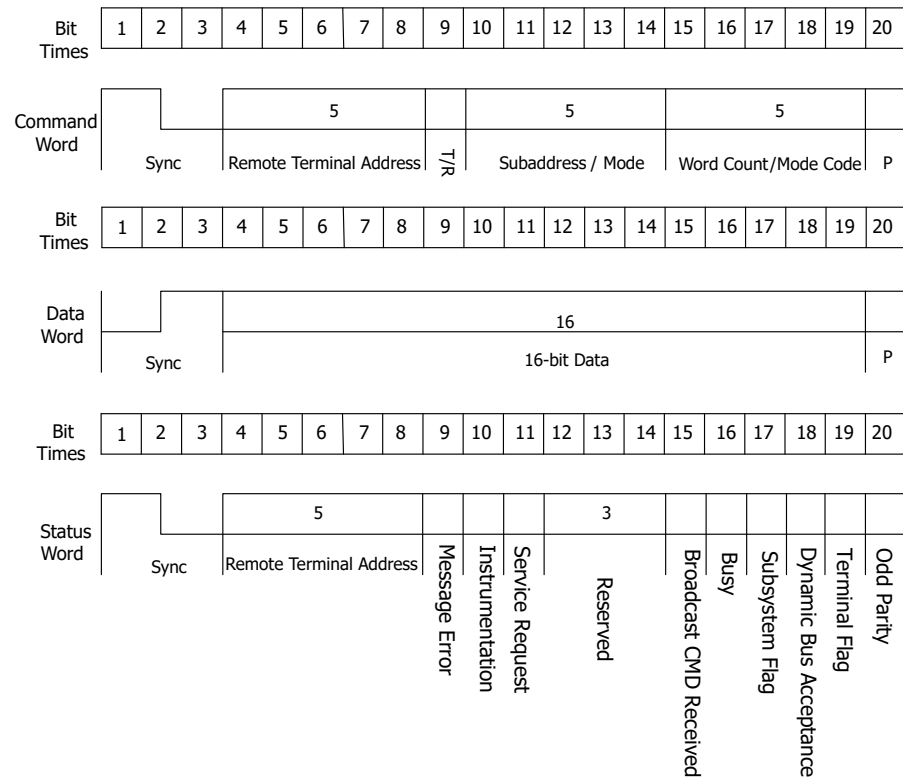 Bit Times 1 2 3 4 5 6 7 8 9 10 11 12 13 14 15 16 17 18 19 20
Command Word
5 5 5
Sync Remote Terminal Address T/R Subaddress / Mode Word Count/Mode Code P
Bit Times 1 2 3 4 5 6 7 8 9 10 11 12 13 14 15 16 17 18 19 20
Data Word
16
Sync 16-bit Data P
Bit Times 1 2 3 4 5 6 7 8 9 10 11 12 13 14 15 16 17 18 19 20
Status Word
5 3
Sync Remote Terminal Address
Message Error
Instrumentation
Service Request
Reserved
Broadcast CMD Received
Busy
Subsystem Flag
Dynamic Bus Acceptance
Terminal Flag
Odd Parity